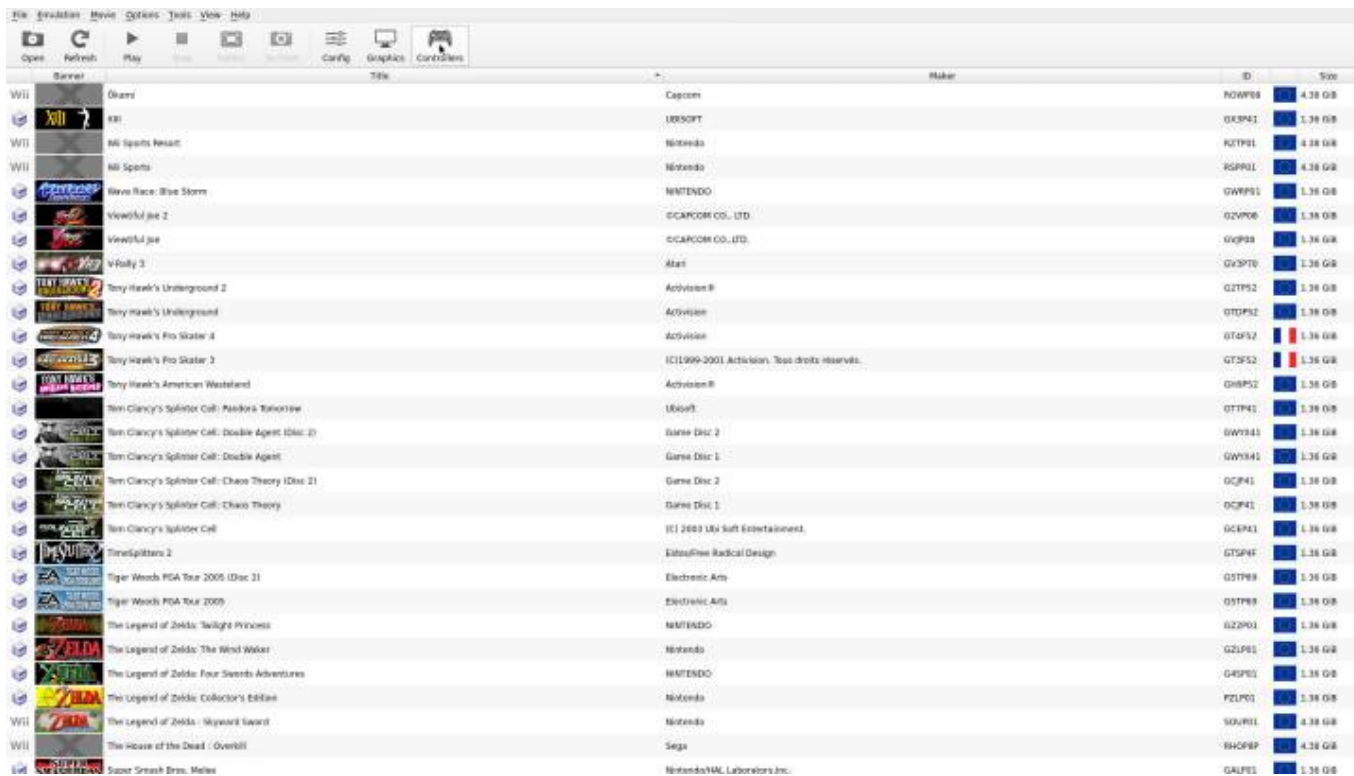 File Emulation Movie Options Tools View Help
Open Refresh Play Config Graphics Controllers
Banner Title Maker ID Size
Wii Okami Capcom ROWP08 4.38 GiB
XIII XIII UBISOFT GX3P41 1.36 GiB
Wii Wii Sports Resort Nintendo RZTP01 4.38 GiB
Wii Wii Sports Nintendo RSPP01 4.38 GiB
Wave Race: Blue Storm NINTENDO GWRP01 1.36 GiB
Viewtiful Joe 2 ©CAPCOM CO., LTD. G2VP08 1.36 GiB
Viewtiful Joe ©CAPCOM CO.,LTD. GVJP08 1.36 GiB
V-Rally 3 Atari GV3PT0 1.36 GiB
Tony Hawk's Underground 2 Activision® G2TP52 1.36 GiB
Tony Hawk's Underground Activision GTDP52 1.36 GiB
Tony Hawk's Pro Skater 4 Activision GT4F52 1.36 GiB
Tony Hawk's Pro Skater 3 (C)1999-2001 Activision. Tous droits réservés. GT3F52 1.36 GiB
Tony Hawk's American Wasteland Activision® GH6P52 1.36 GiB
Tom Clancy's Splinter Cell: Pandora Tomorrow Ubisoft GTTP41 1.36 GiB
Tom Clancy's Splinter Cell: Double Agent (Disc 2) Game Disc 2 GWYX41 1.36 GiB
Tom Clancy's Splinter Cell: Double Agent Game Disc 1 GWYX41 1.36 GiB
Tom Clancy's Splinter Cell: Chaos Theory (Disc 2) Game Disc 2 GCJP41 1.36 GiB
Tom Clancy's Splinter Cell: Chaos Theory Game Disc 1 GCJP41 1.36 GiB
Tom Clancy's Splinter Cell (C) 2003 Ubi Soft Entertainment. GCEP41 1.36 GiB
TimeSplitters 2 Eidos/Free Radical Design GTSP4F 1.36 GiB
EA Tiger Woods PGA Tour 2005 (Disc 2) Electronic Arts G5TP69 1.36 GiB
EA Tiger Woods PGA Tour 2005 Electronic Arts G5TP69 1.36 GiB
ZELDA The Legend of Zelda: Twilight Princess NINTENDO GZ2P01 1.36 GiB
ZELDA The Legend of Zelda: The Wind Waker Nintendo GZLP01 1.36 GiB
The Legend of Zelda: Four Swords Adventures NINTENDO G4SP01 1.36 GiB
ZELDA The Legend of Zelda: Collector's Edition Nintendo PZLP01 1.36 GiB
Wii ZELDA The Legend of Zelda : Skyward Sword Nintendo SOUP01 4.38 GiB
Wii The House of the Dead : Overkill Sega RHOP8P 4.38 GiB
Super Smash Bros. Melee Nintendo/HAL Laboratory,Inc. GALP01 1.36 GiB